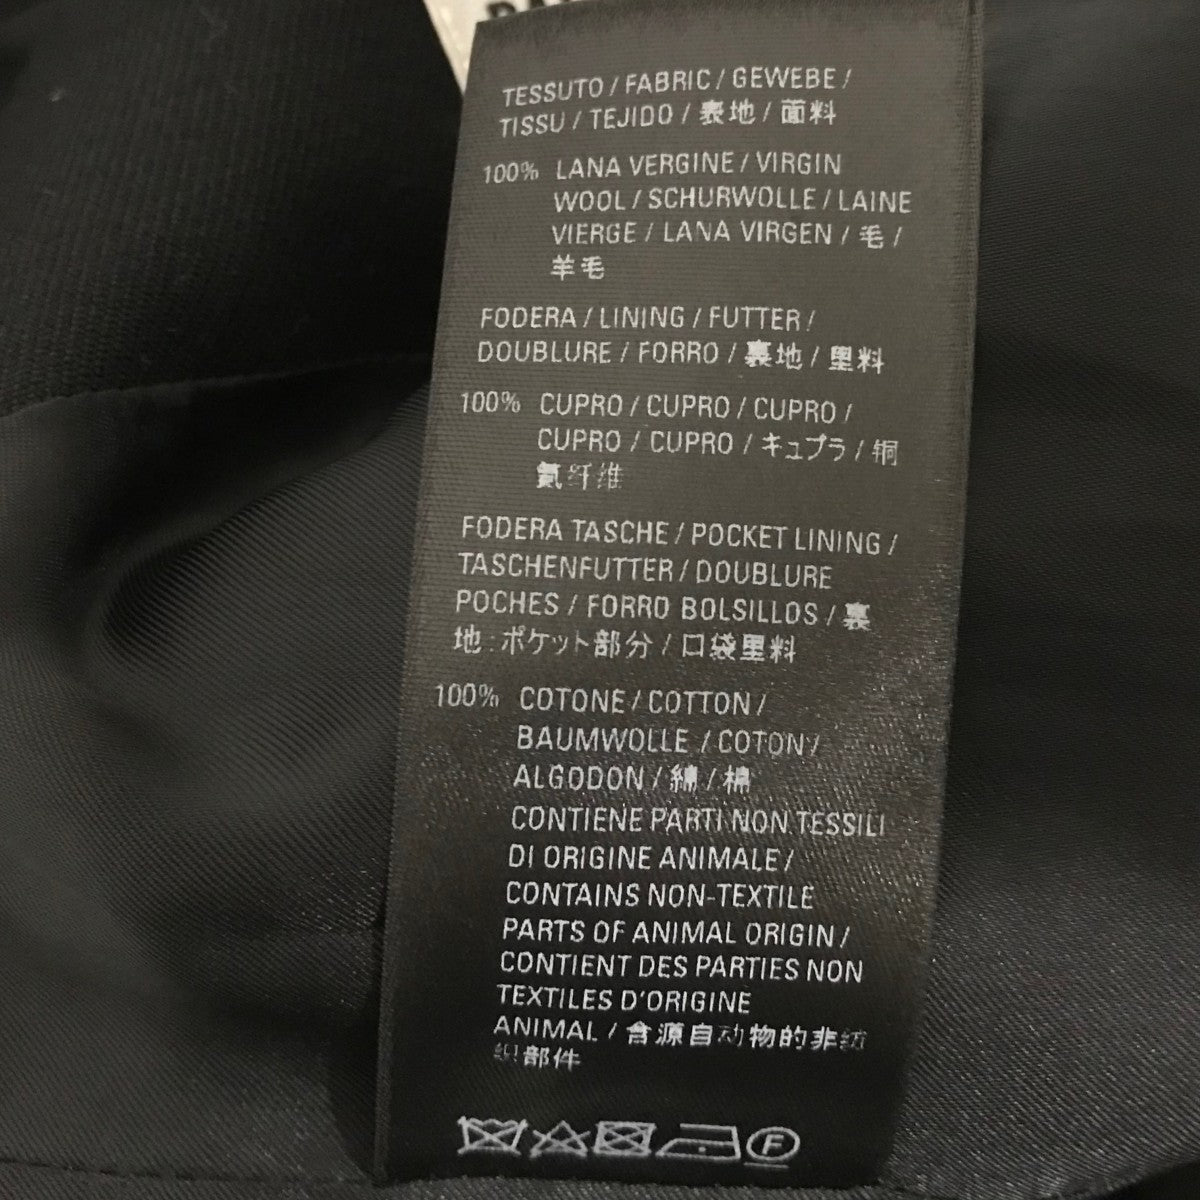 TESSUTO / FABRIC / GEWEBE /
TISSU / TEJIDO / 表地 / 面料
100% LANA VERGINE / VIRGIN
WOOL / SCHURWOLLE / LAINE
VIERGE / LANA VIRGEN / 毛 /
羊毛
FODERA / LINING / FUTTER /
DOUBLURE / FORRO / 裏地 / 里料
100% CUPRO / CUPRO / CUPRO /
CUPRO / CUPRO / キュプラ / 铜
氨纤维
FODERA TASCHE / POCKET LINING /
TASCHENFUTTER / DOUBLURE
POCHES / FORRO BOLSILLOS / 裏
地:ポケット部分 / 口袋里料
100% COTONE / COTTON /
BAUMWOLLE / COTON /
ALGODON / 綿 / 棉
CONTIENE PARTI NON TESSILI
DI ORIGINE ANIMALE /
CONTAINS NON-TEXTILE
PARTS OF ANIMAL ORIGIN /
CONTIENT DES PARTIES NON
TEXTILES D'ORIGINE
ANIMAL / 含源自动物的非纺
织部件
F